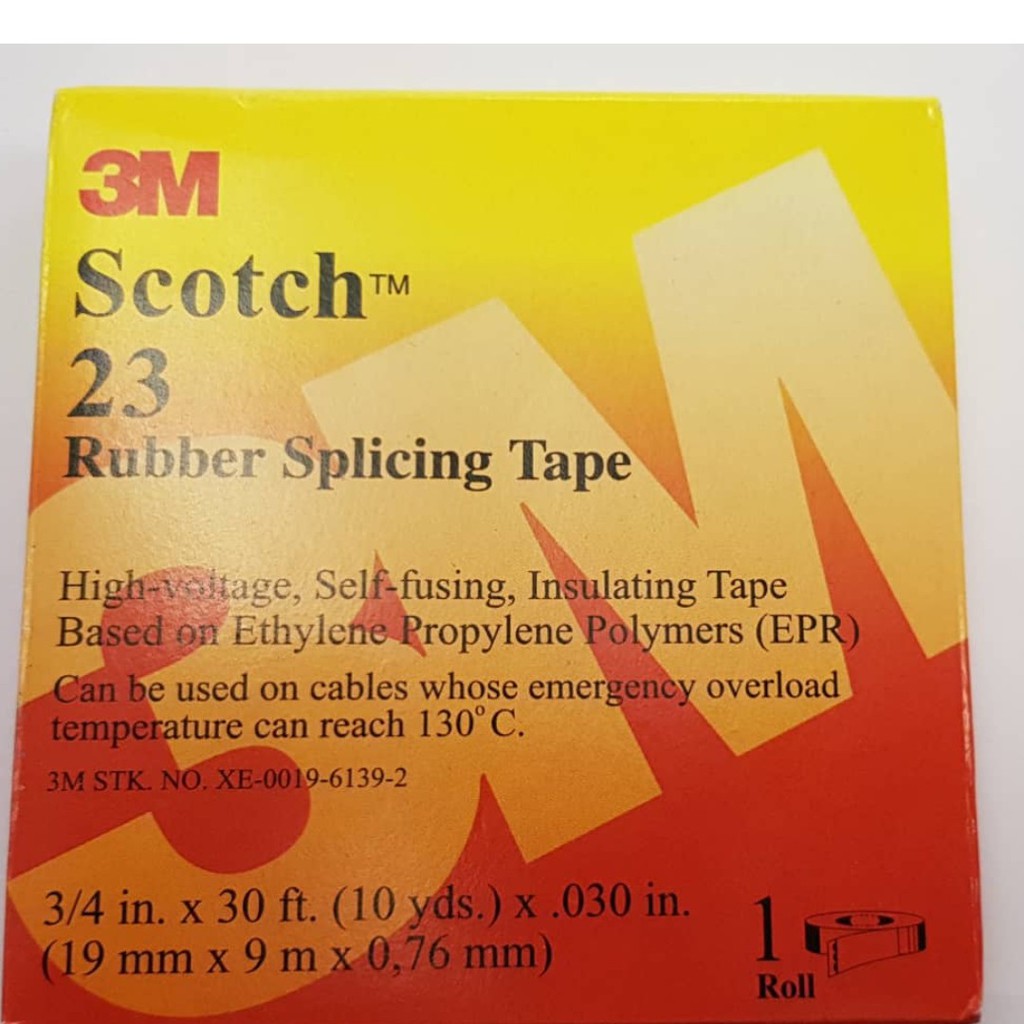 3M
Scotch™
23
Rubber Splicing Tape
High-voltage, Self-fusing, Insulating Tape
Based on Ethylene Propylene Polymers (EPR)
Can be used on cables whose emergency overload
temperature can reach 130°C.
3M STK. NO. XE-0019-6139-2
3/4 in. x 30 ft. (10 yds.) x .030 in.
(19 mm x 9 m x 0,76 mm)
1
Roll